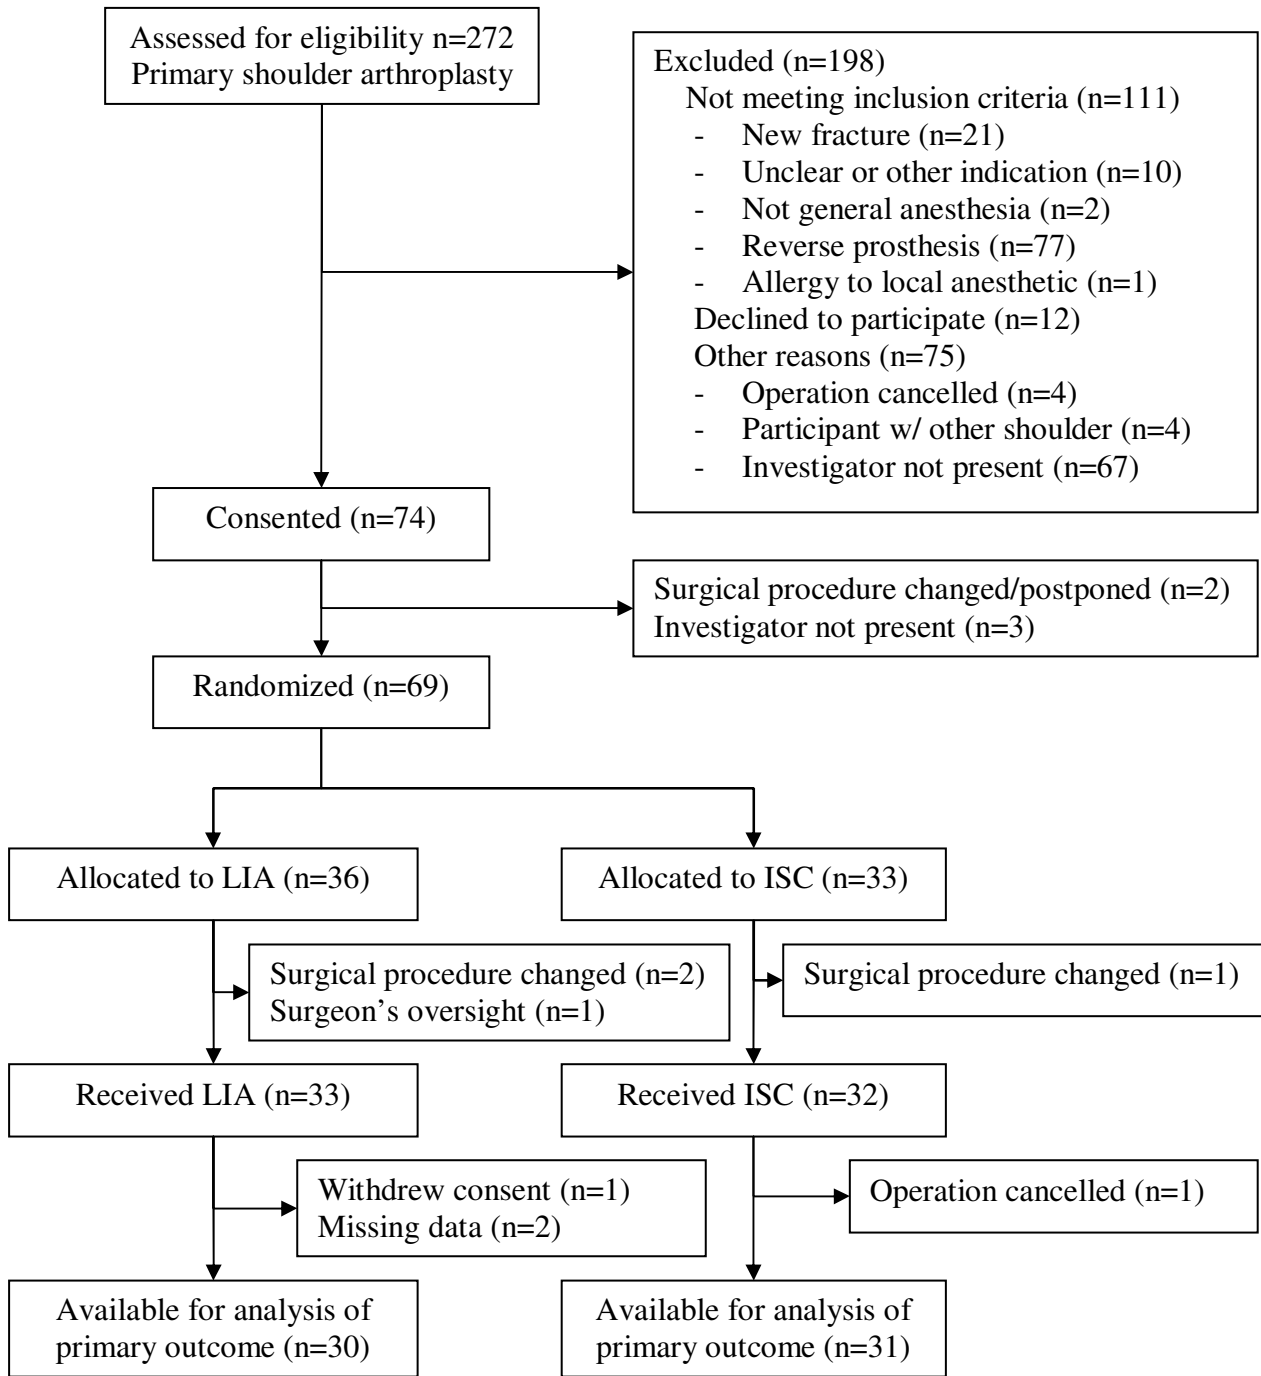 Assessed for eligibility n=272
Primary shoulder arthroplasty
Excluded (n=198)
Not meeting inclusion criteria (n=111)
- New fracture (n=21)
- Unclear or other indication (n=10)
- Not general anesthesia (n=2)
- Reverse prosthesis (n=77)
- Allergy to local anesthetic (n=1)
Declined to participate (n=12)
Other reasons (n=75)
- Operation cancelled (n=4)
- Participant w/ other shoulder (n=4)
- Investigator not present (n=67)
Consented (n=74)
Surgical procedure changed/postponed (n=2)
Investigator not present (n=3)
Randomized (n=69)
Allocated to LIA (n=36)
Allocated to ISC (n=33)
Surgical procedure changed (n=2)
Surgeon’s oversight (n=1)
Surgical procedure changed (n=1)
Received LIA (n=33)
Received ISC (n=32)
Withdrew consent (n=1)
Missing data (n=2)
Operation cancelled (n=1)
Available for analysis of
primary outcome (n=30)
Available for analysis of
primary outcome (n=31)